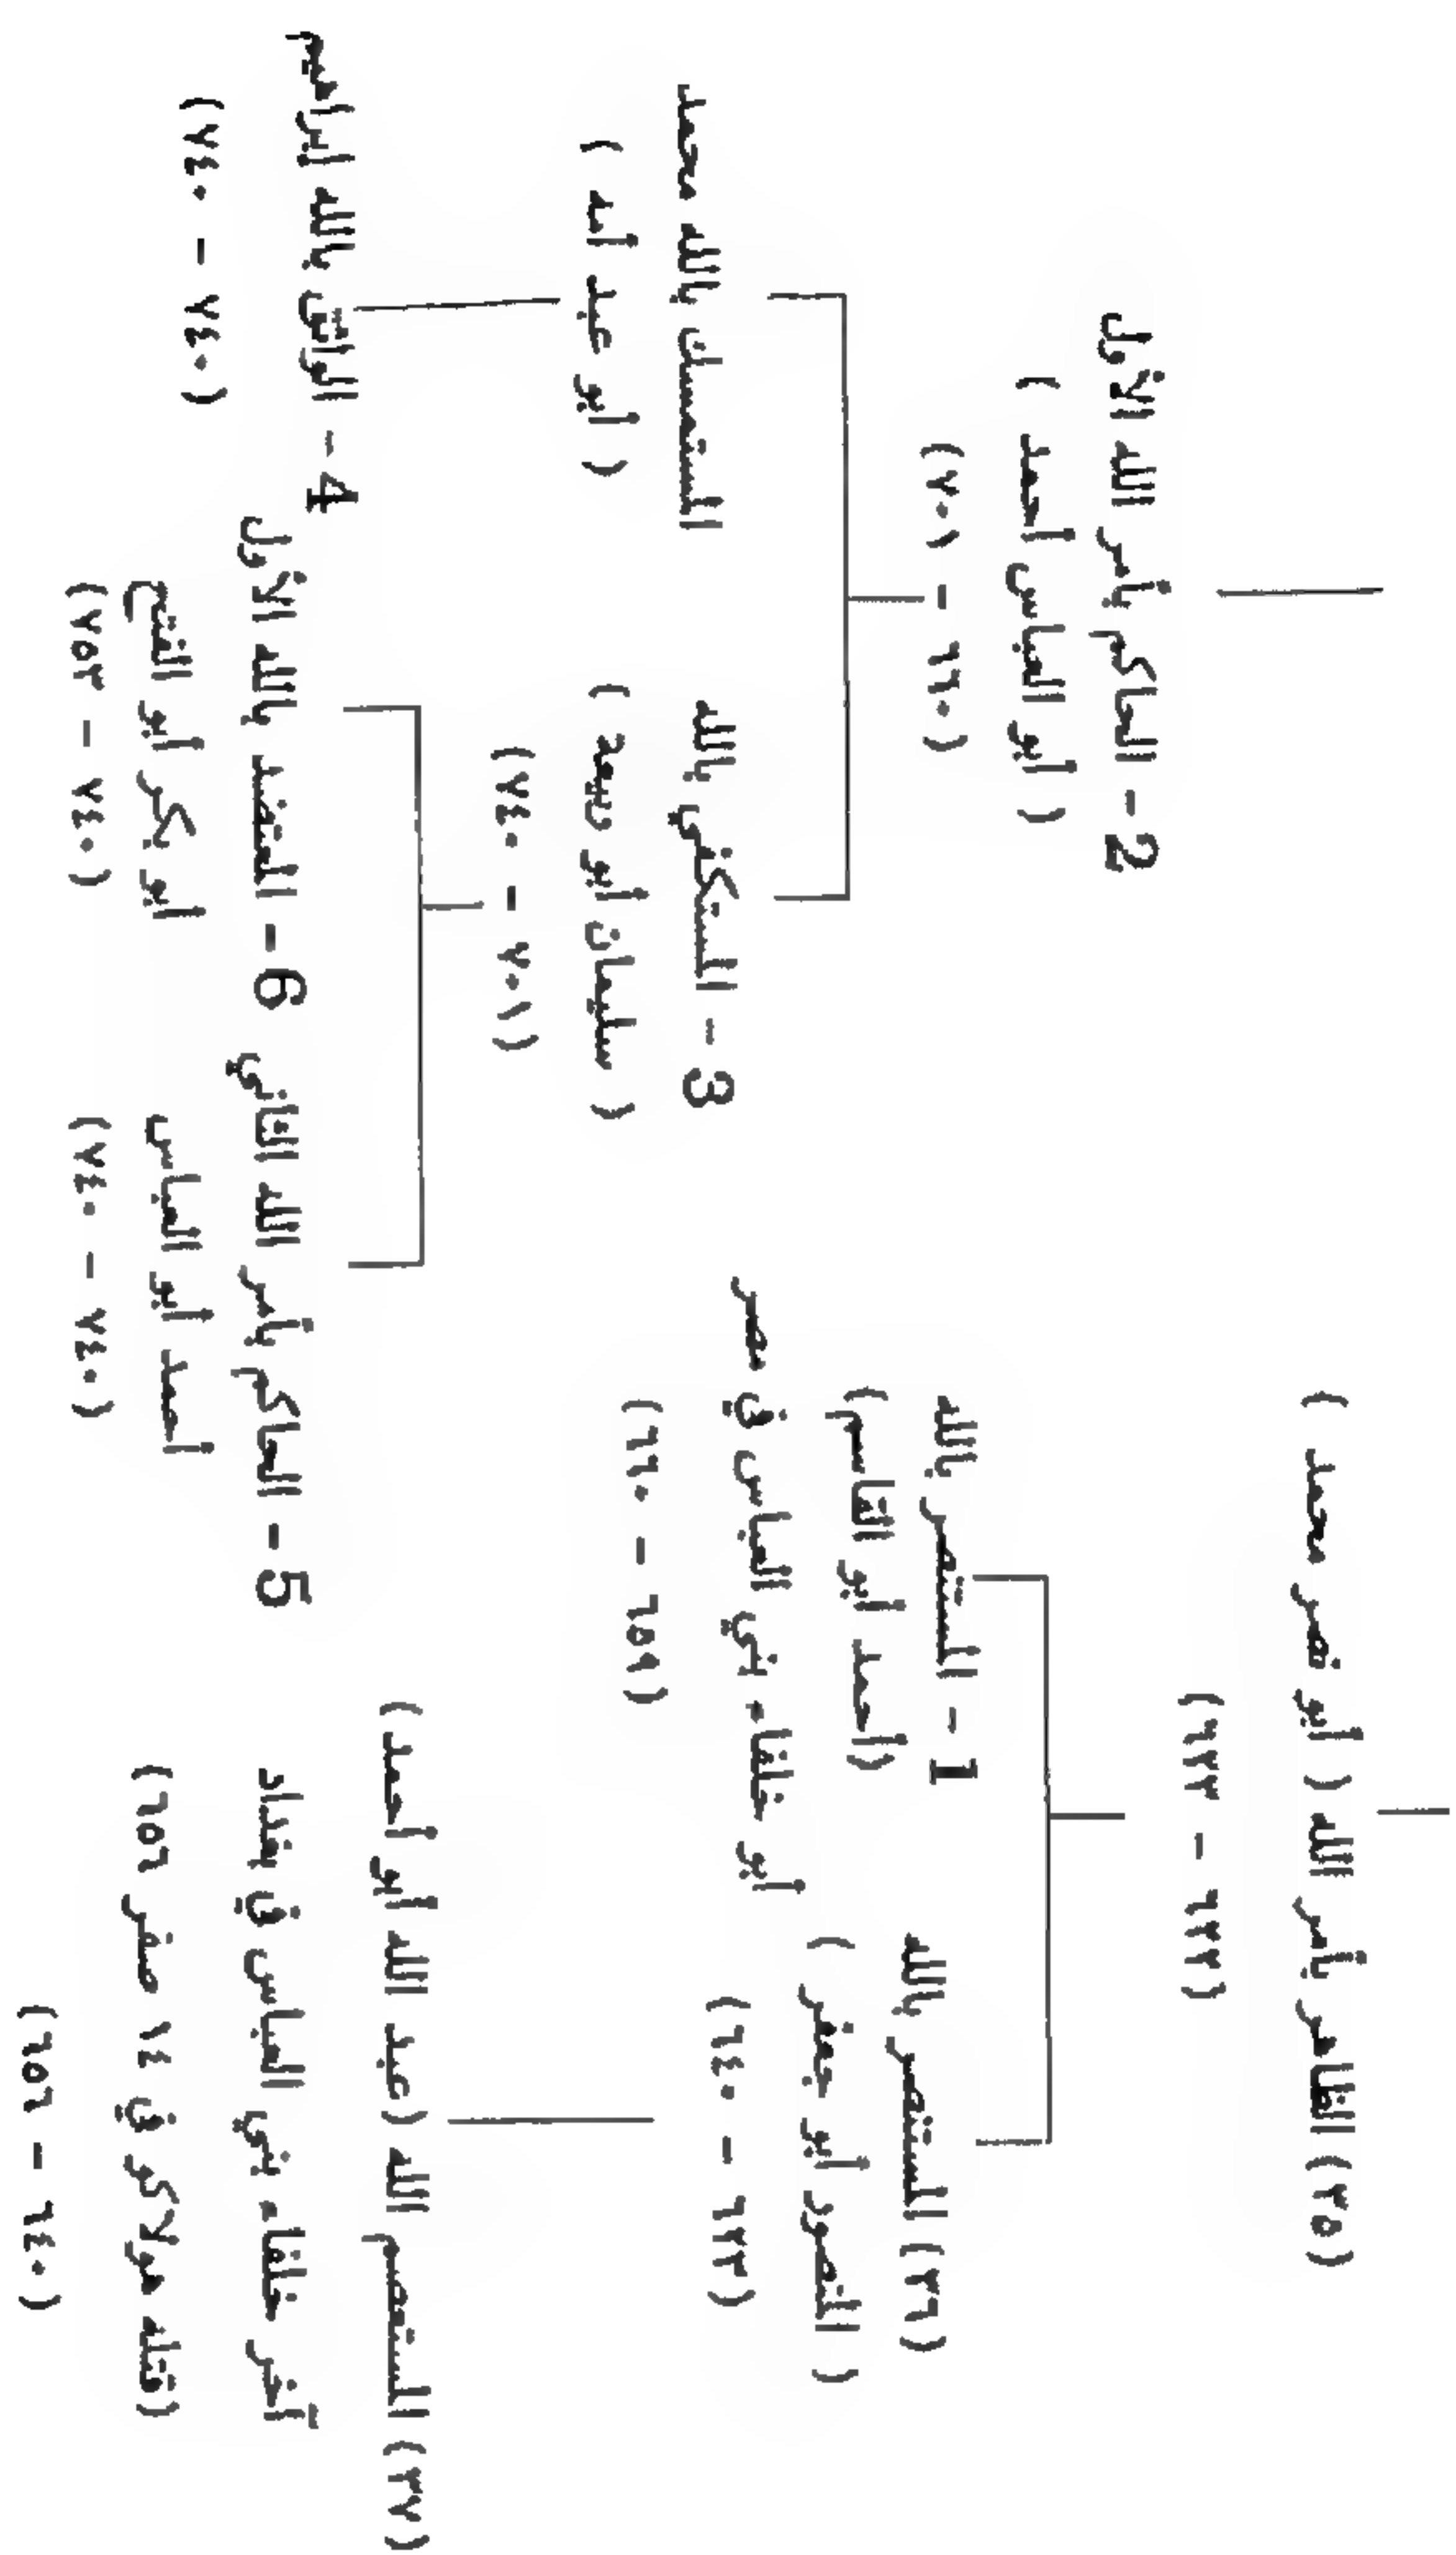 (٣٥) الظاهر بأمر الله ( أبو نصر محمد )
(٦٢٢ - ٦٢٣)
(٣٦) المستنصر بالله
( المنصور أبو جعفر )
(٦٢٣ - ٦٤٠)
(٣٧) المستعصم الله (عبد الله أبو أحمد)
آخر خلفاء بني العباس في بغداد
(قتله هولاكو في ١٤ صفر ٦٥٦)
(٦٤٠ - ٦٥٦)
1 - المستنصر بالله
(أحمد أبو القاسم)
أبو خلفاء بني العباس في مصر
(٦٥٩ - ٦٦٠)
2 - الحاكم بأمر الله الأول
( أبو العباس أحمد )
(٦٦٠ - ٧٠١)
3 - المستكفي بالله
( سليمان أبو ربيعد )
(٧٠١ - ٧٤٠)
المستمسك بالله محمد
( أبو عبد أمه )
5 - الحاكم بأمر الله الثاني
أحمد أبو العباس
(٧٤٠ - ٧٤٠)
6 - المعتضد بالله الأول
أبو بكر أبو الفتح
(٧٤٠ - ٧٥٣)
4 - الواثق بالله إبراهيم
(٧٤٠ - ٧٤٠)